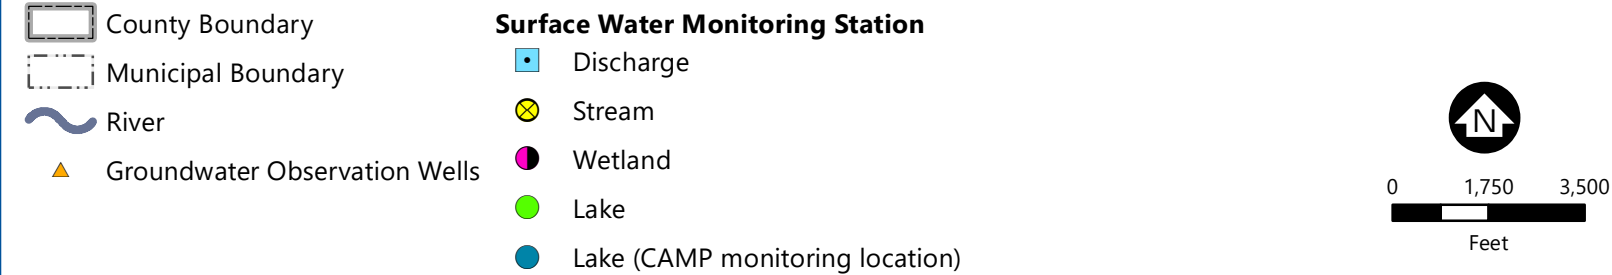 County Boundary
Municipal Boundary
River
Groundwater Observation Wells
Surface Water Monitoring Station
Discharge
Stream
Wetland
Lake
Lake (CAMP monitoring location)
N
0 1,750 3,500
Feet